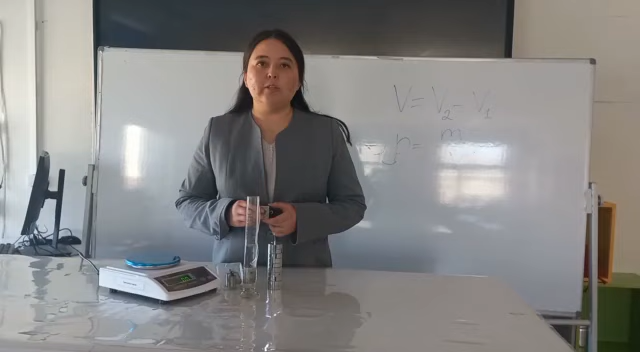 V = V₂ - V₁
ρ = m